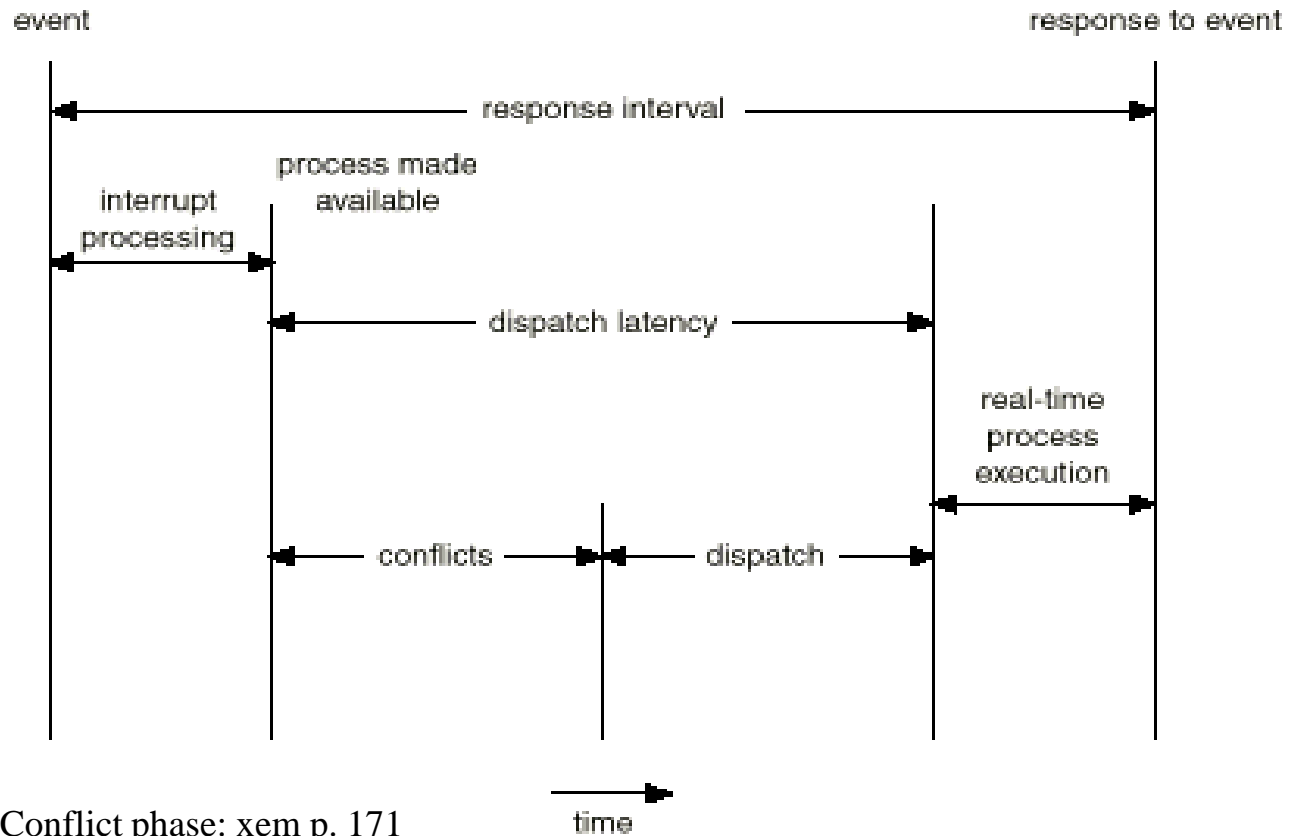 event
response to event
response interval
process made
available
interrupt
processing
dispatch latency
real-time
process
execution
conflicts
dispatch
time
Conflict phase: xem p. 171